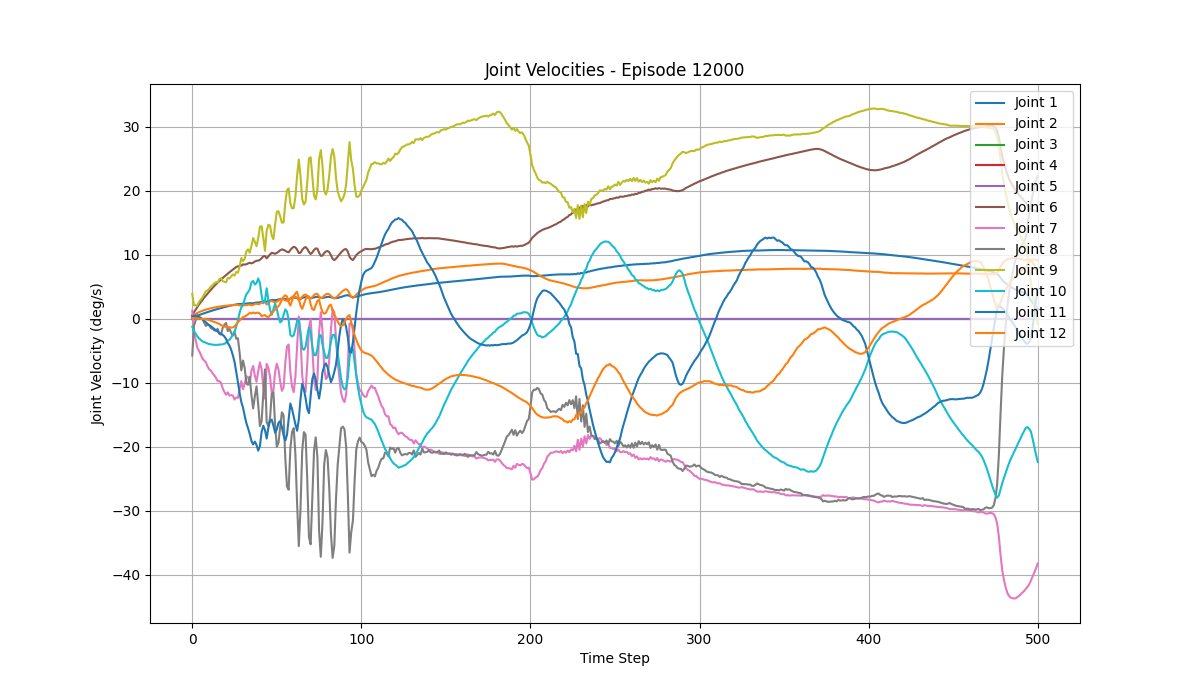 Joint Velocities - Episode 12000
Joint Velocity (deg/s)
30
20
10
0
−10
−20
−30
−40
0
100
200
300
400
500
Time Step
Joint 1
Joint 2
Joint 3
Joint 4
Joint 5
Joint 6
Joint 7
Joint 8
Joint 9
Joint 10
Joint 11
Joint 12